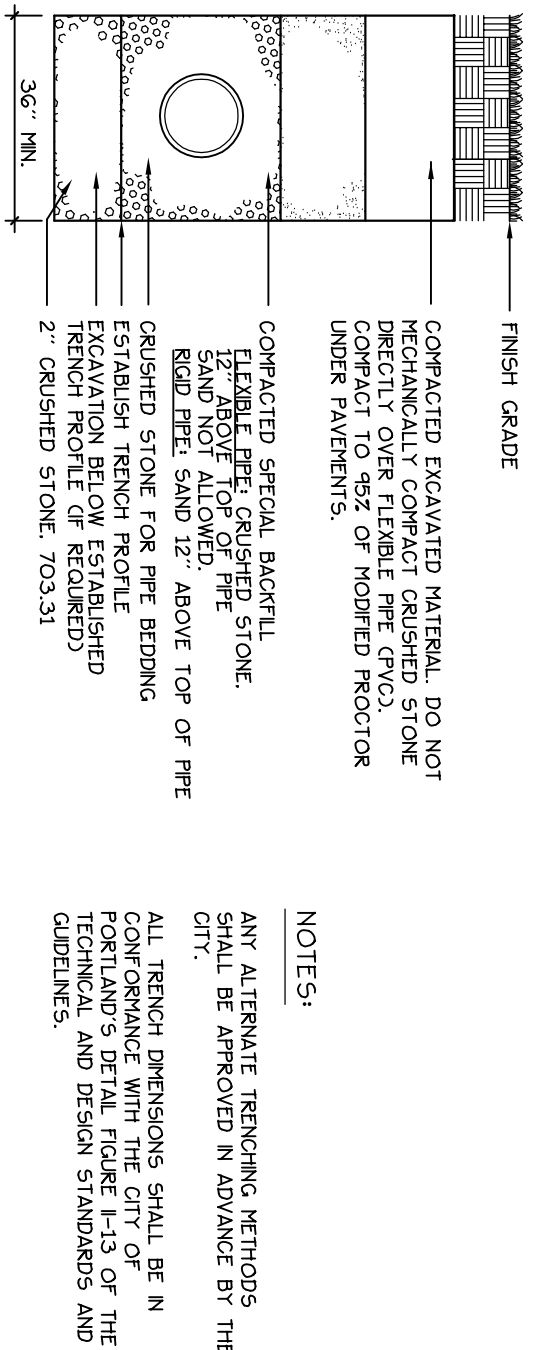 FINISH GRADE
COMPACTED EXCAVATED MATERIAL. DO NOT
MECHANICALLY COMPACT CRUSHED STONE
DIRECTLY OVER FLEXIBLE PIPE (PVC).
COMPACT TO 95% OF MODIFIED PROCTOR
UNDER PAVEMENTS.
COMPACTED SPECIAL BACKFILL
FLEXIBLE PIPE: CRUSHED STONE.
12" ABOVE TOP OF PIPE
SAND NOT ALLOWED.
RIGID PIPE: SAND 12" ABOVE TOP OF PIPE
CRUSHED STONE FOR PIPE BEDDING
ESTABLISH TRENCH PROFILE
EXCAVATION BELOW ESTABLISHED
TRENCH PROFILE (IF REQUIRED)
2" CRUSHED STONE. 703.31
36" MIN.
NOTES:
ANY ALTERNATE TRENCHING METHODS
SHALL BE APPROVED IN ADVANCE BY THE
CITY.
ALL TRENCH DIMENSIONS SHALL BE IN
CONFORMANCE WITH THE CITY OF
PORTLAND'S DETAIL FIGURE II-13 OF THE
TECHNICAL AND DESIGN STANDARDS AND
GUIDELINES.